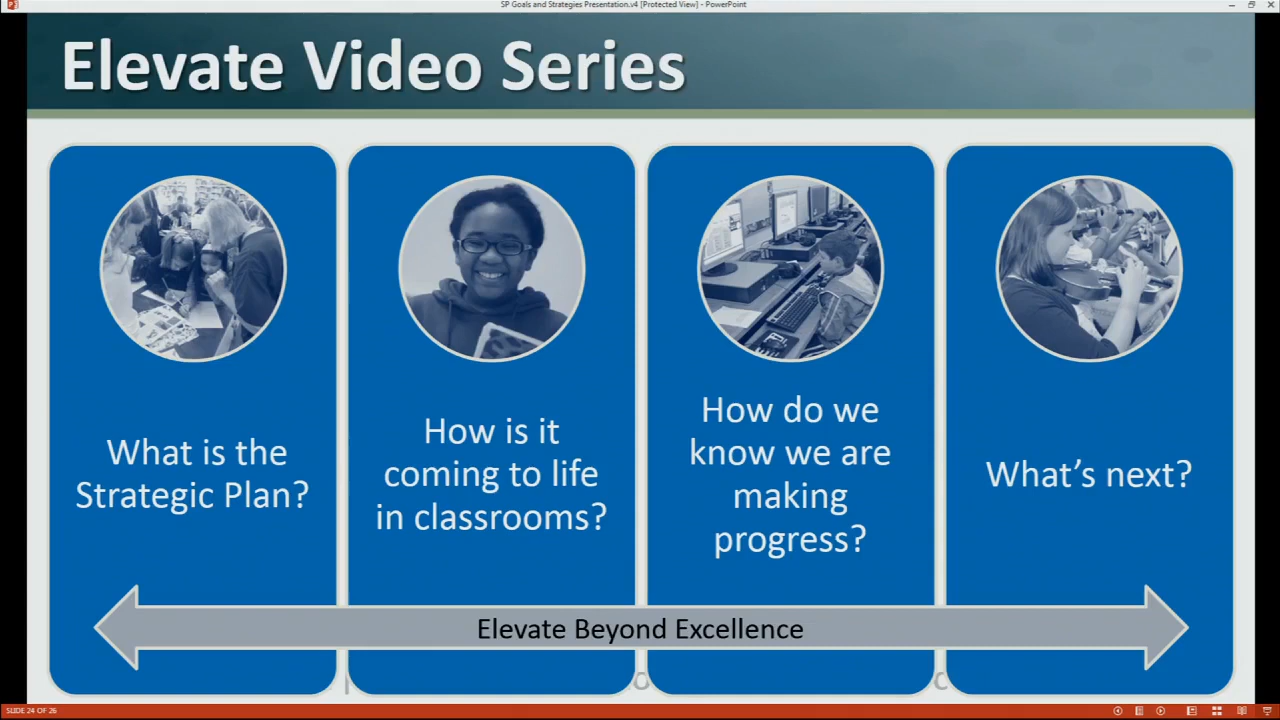 SP Goals and Strategies Presentation.v4 [Protected View] - PowerPoint
Elevate Video Series
What is the
Strategic Plan?
How is it
coming to life
in classrooms?
How do we
know we are
making
progress?
What's next?
Elevate Beyond Excellence
SLIDE 24 OF 26